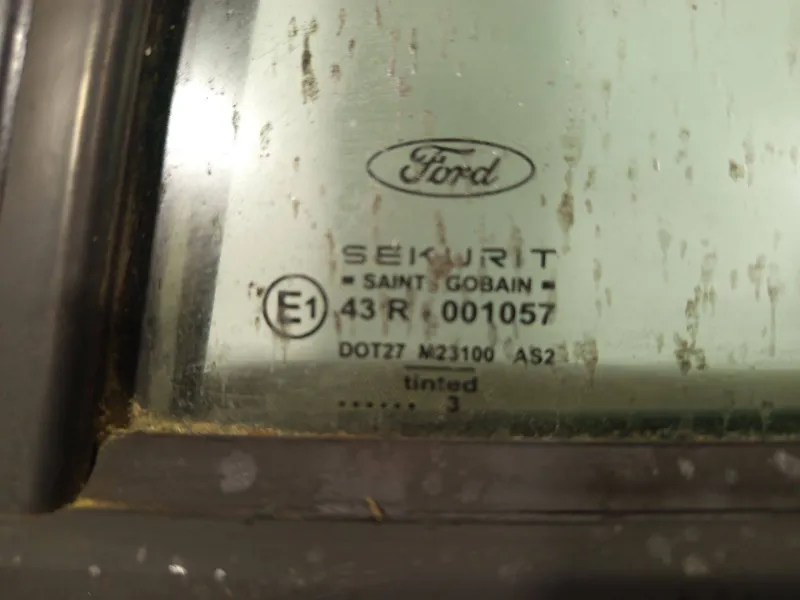 Ford
SEKURIT
= SAINT - GOBAIN =
E1
43 R - 001057
DOT27 M23100 AS2
tinted
...... 3